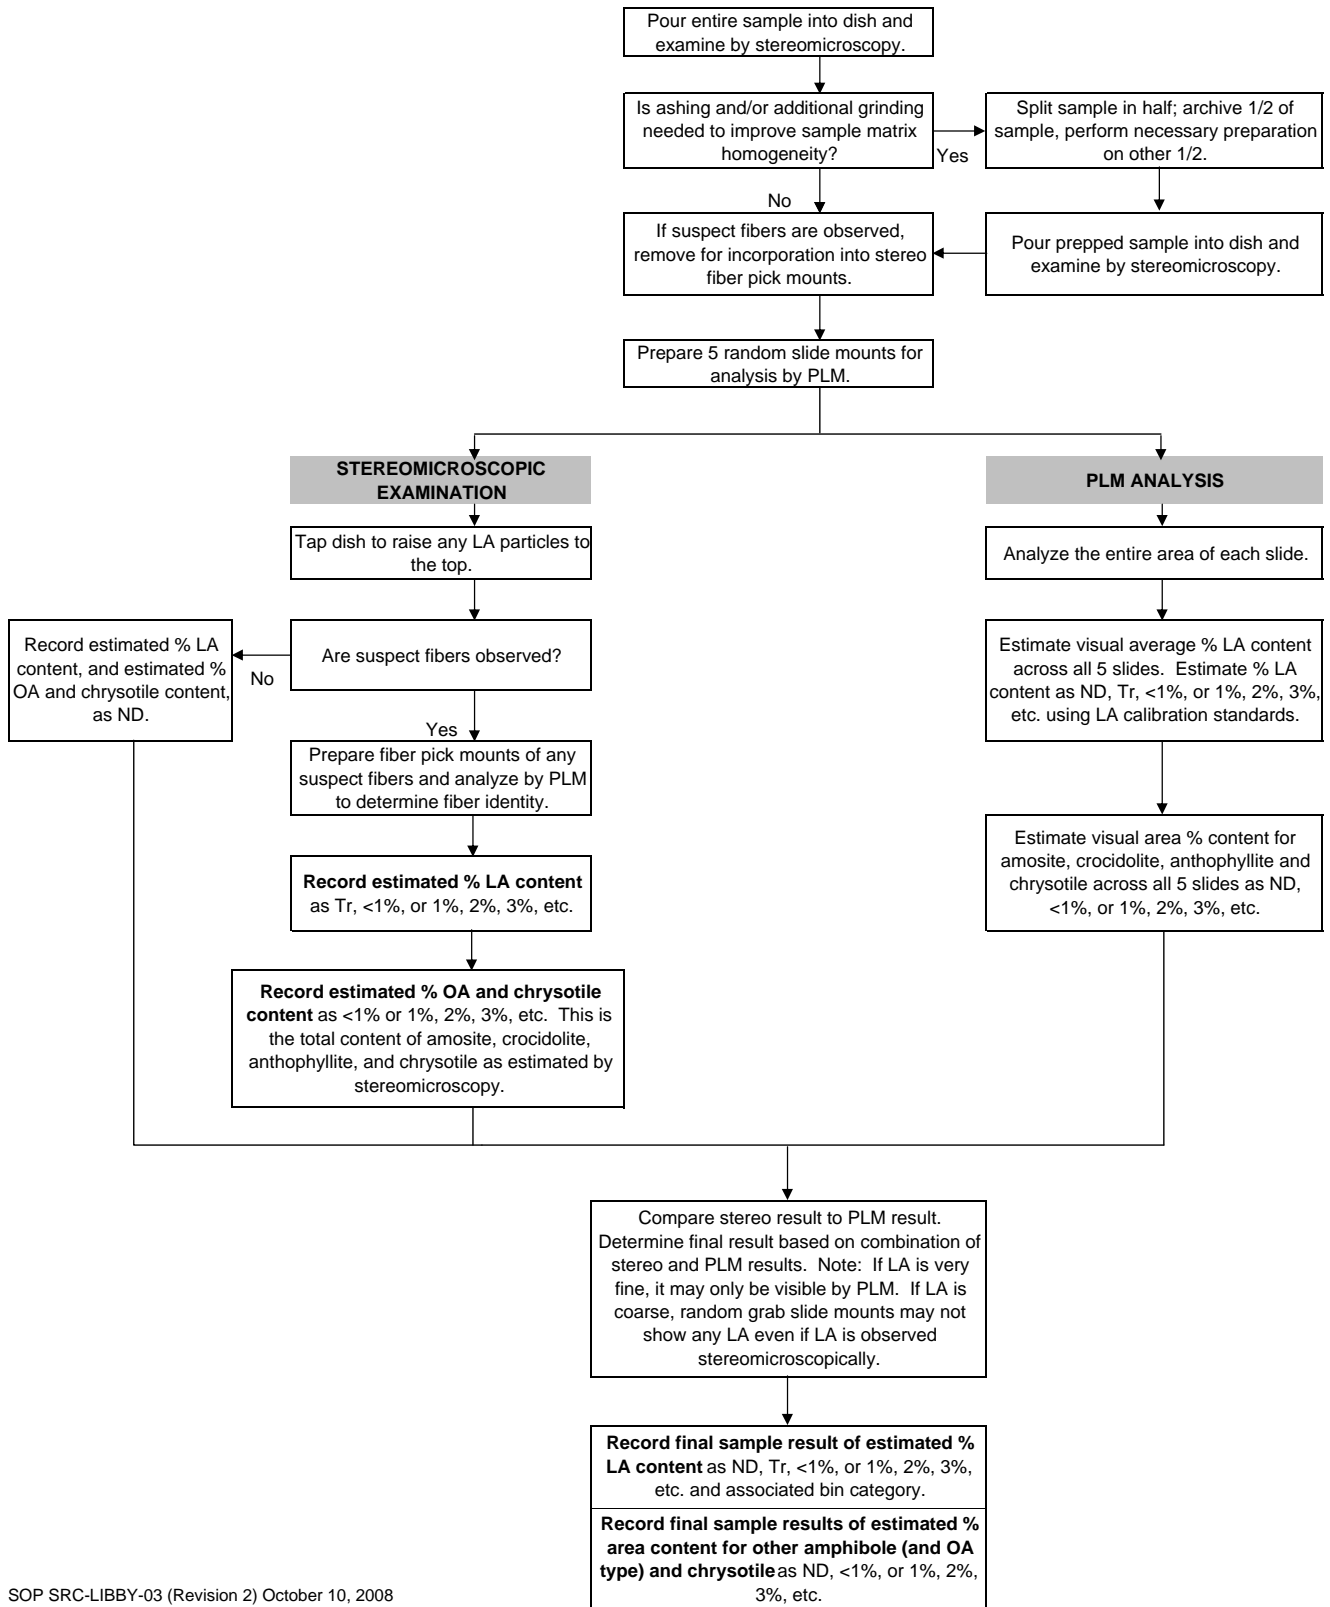 Pour entire sample into dish and
examine by stereomicroscopy.
Is ashing and/or additional grinding
needed to improve sample matrix
homogeneity?
Yes
Split sample in half; archive 1/2 of
sample, perform necessary preparation
on other 1/2.
No
If suspect fibers are observed,
remove for incorporation into stereo
fiber pick mounts.
Pour prepped sample into dish and
examine by stereomicroscopy.
Prepare 5 random slide mounts for
analysis by PLM.
STEREOMICROSCOPIC
EXAMINATION
Tap dish to raise any LA particles to
the top.
Are suspect fibers observed?
No
Record estimated % LA
content, and estimated %
OA and chrysotile content,
as ND.
Yes
Prepare fiber pick mounts of any
suspect fibers and analyze by PLM
to determine fiber identity.
Record estimated % LA content
as Tr, <1%, or 1%, 2%, 3%, etc.
Record estimated % OA and chrysotile
content as <1% or 1%, 2%, 3%, etc.  This is
the total content of amosite, crocidolite,
anthophyllite, and chrysotile as estimated by
stereomicroscopy.
PLM ANALYSIS
Analyze the entire area of each slide.
Estimate visual average % LA content
across all 5 slides.  Estimate % LA
content as ND, Tr, <1%, or 1%, 2%, 3%,
etc. using LA calibration standards.
Estimate visual area % content for
amosite, crocidolite, anthophyllite and
chrysotile across all 5 slides as ND,
<1%, or 1%, 2%, 3%, etc.
Compare stereo result to PLM result.
Determine final result based on combination of
stereo and PLM results.  Note:  If LA is very
fine, it may only be visible by PLM.  If LA is
coarse, random grab slide mounts may not
show any LA even if LA is observed
stereomicroscopically.
Record final sample result of estimated %
LA content as ND, Tr, <1%, or 1%, 2%, 3%,
etc. and associated bin category.
Record final sample results of estimated %
area content for other amphibole (and OA
type) and chrysotile as ND, <1%, or 1%, 2%,
3%, etc.
SOP SRC-LIBBY-03 (Revision 2) October 10, 2008